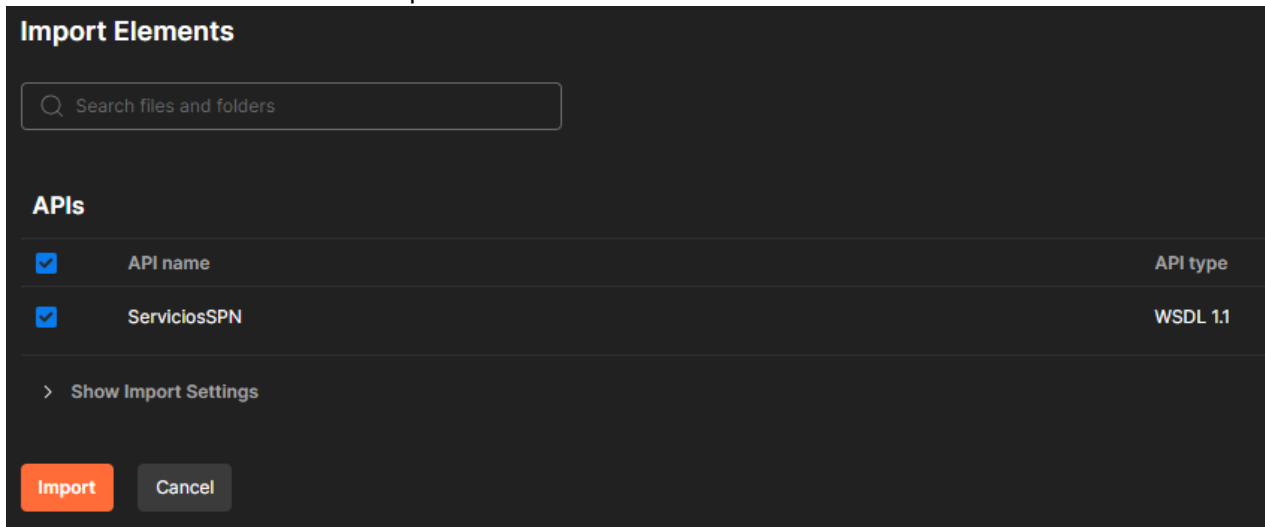 Import Elements
Search files and folders
APIs
API name API type
ServiciosSPN WSDL 1.1
Show Import Settings
Import Cancel